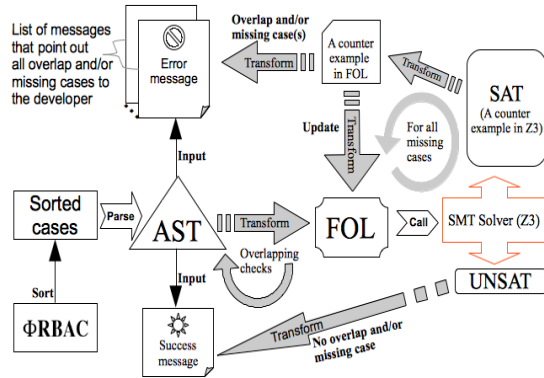 List of messages
that point out
all overlap and/or
missing cases to
the developer
Error
message
Overlap and/or
missing case(s)
Transform
A counter
example
in FOL
Transform
SAT
(A counter
example in Z3)
Update
Transform
For all
missing
cases
Input
Sorted
cases
Parse
AST
Transform
FOL
Call
SMT Solver (Z3)
Overlapping
checks
UNSAT
Sort
Input
ΦRBAC
Success
message
Transform
No overlap and/or
missing case